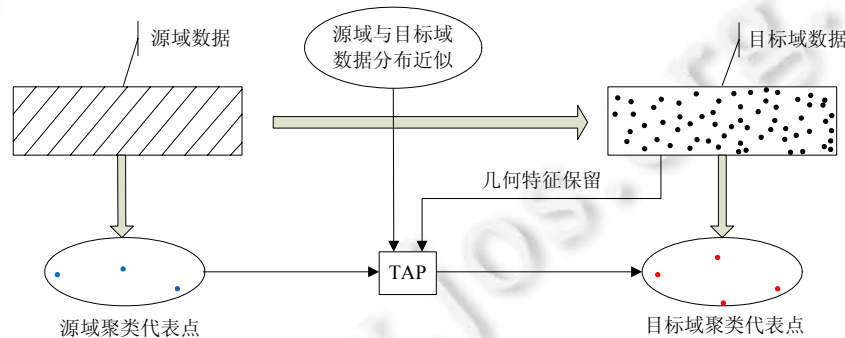 源域数据
源域与目标域
数据分布近似
目标域数据
几何特征保留
TAP
源域聚类代表点
目标域聚类代表点